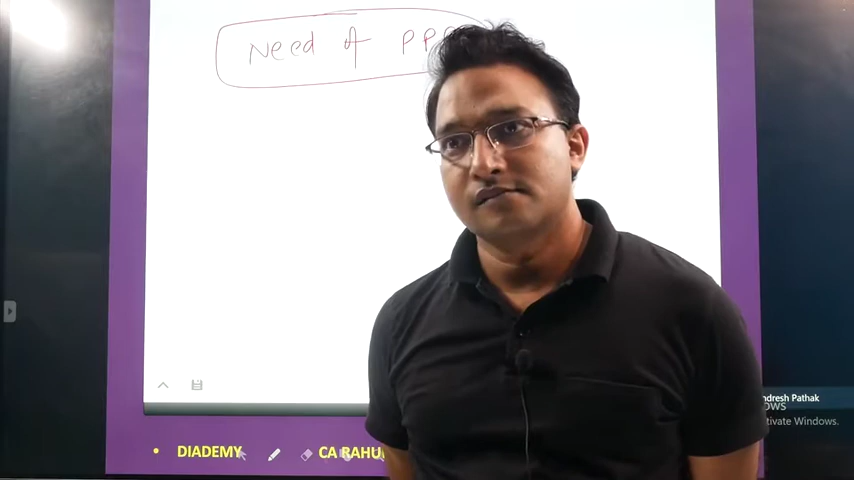 Need of PP
ndresh Pathak
ows
tivate Windows.
DIADEMY
CA RAHU